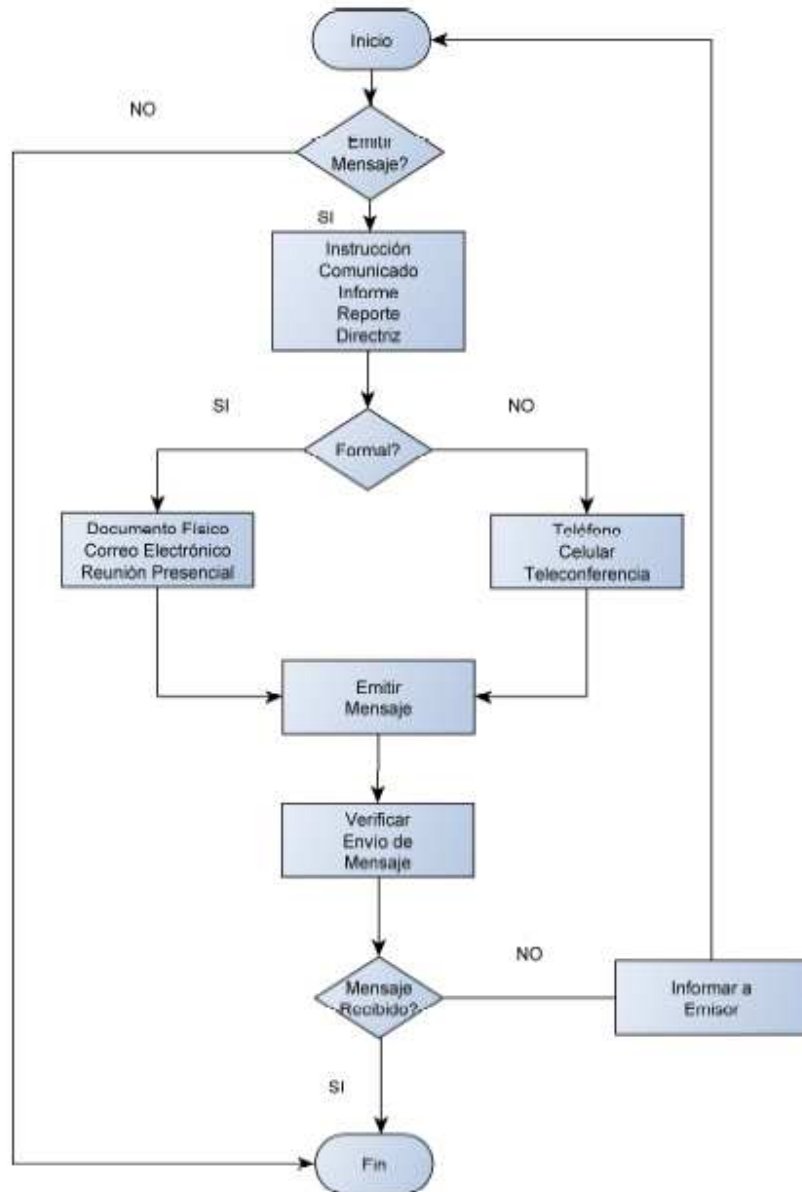 Inicio
NO
Emitir
Mensaje?
SI
Instrucción
Comunicado
Informe
Reporte
Directriz
SI
NO
Formal?
Documento Físico
Correo Electrónico
Reunión Presencial
Teléfono
Celular
Teleconferencia
Emitir
Mensaje
Verificar
Envio de
Mensaje
NO
Mensaje
Recibido?
Informar a
Emisor
SI
Fin